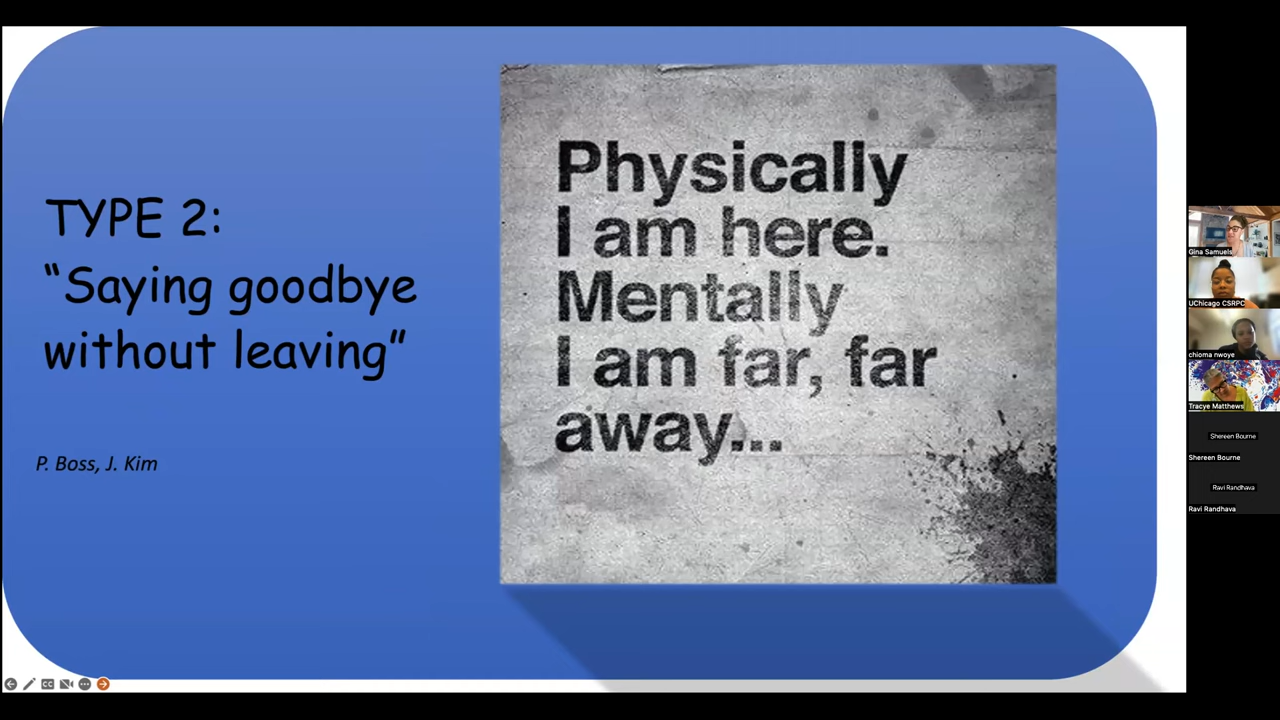 TYPE 2:
“Saying goodbye
without leaving”
P. Boss, J. Kim
Physically
I am here.
Mentally
I am far, far
away...
Gina Samuels
UChicago CSRPC
chioma nwoye
Tracye Matthews
Shereen Bourne
Shereen Bourne
Ravi Randhava
Ravi Randhava
CC